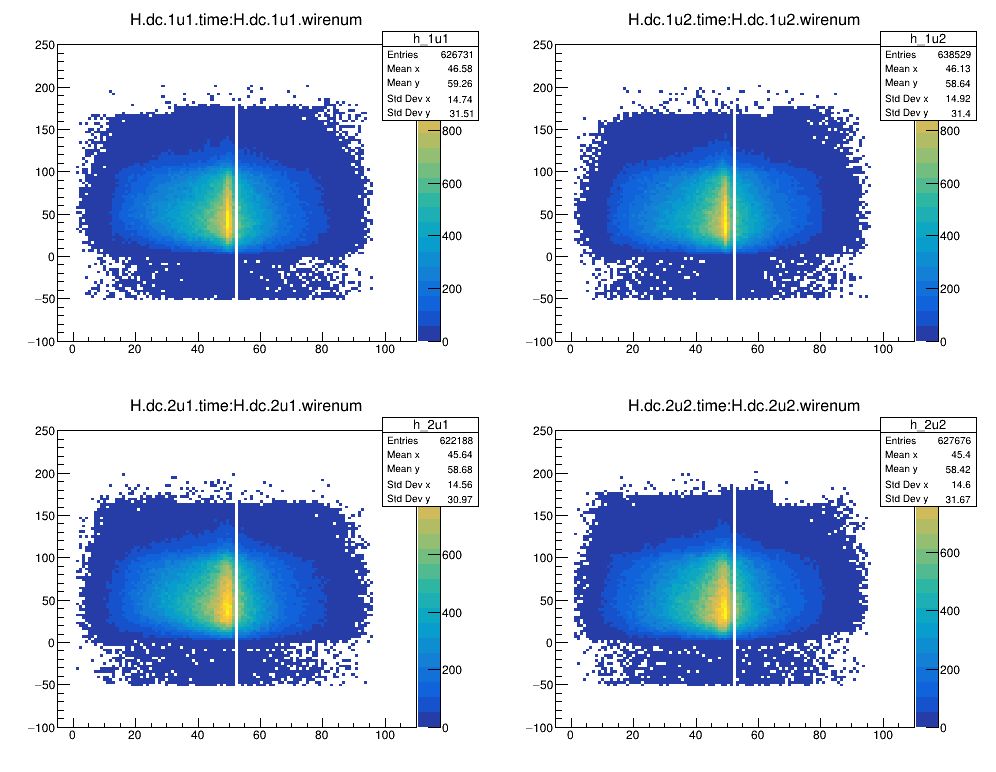 H.dc.1u1.time:H.dc.1u1.wirenum
h_1u1
Entries 626731
Mean x 46.58
Mean y 59.26
Std Dev x 14.74
Std Dev y 31.51
250
200
150
100
50
0
−50
−100
0 20 40 60 80 100
800
600
400
200
0
H.dc.1u2.time:H.dc.1u2.wirenum
h_1u2
Entries 638529
Mean x 46.13
Mean y 58.64
Std Dev x 14.92
Std Dev y 31.4
250
200
150
100
50
0
−50
−100
0 20 40 60 80 100
800
600
400
200
0
H.dc.2u1.time:H.dc.2u1.wirenum
h_2u1
Entries 622188
Mean x 45.64
Mean y 58.68
Std Dev x 14.56
Std Dev y 30.97
250
200
150
100
50
0
−50
−100
0 20 40 60 80 100
600
400
200
0
H.dc.2u2.time:H.dc.2u2.wirenum
h_2u2
Entries 627676
Mean x 45.4
Mean y 58.42
Std Dev x 14.6
Std Dev y 31.67
250
200
150
100
50
0
−50
−100
0 20 40 60 80 100
600
400
200
0